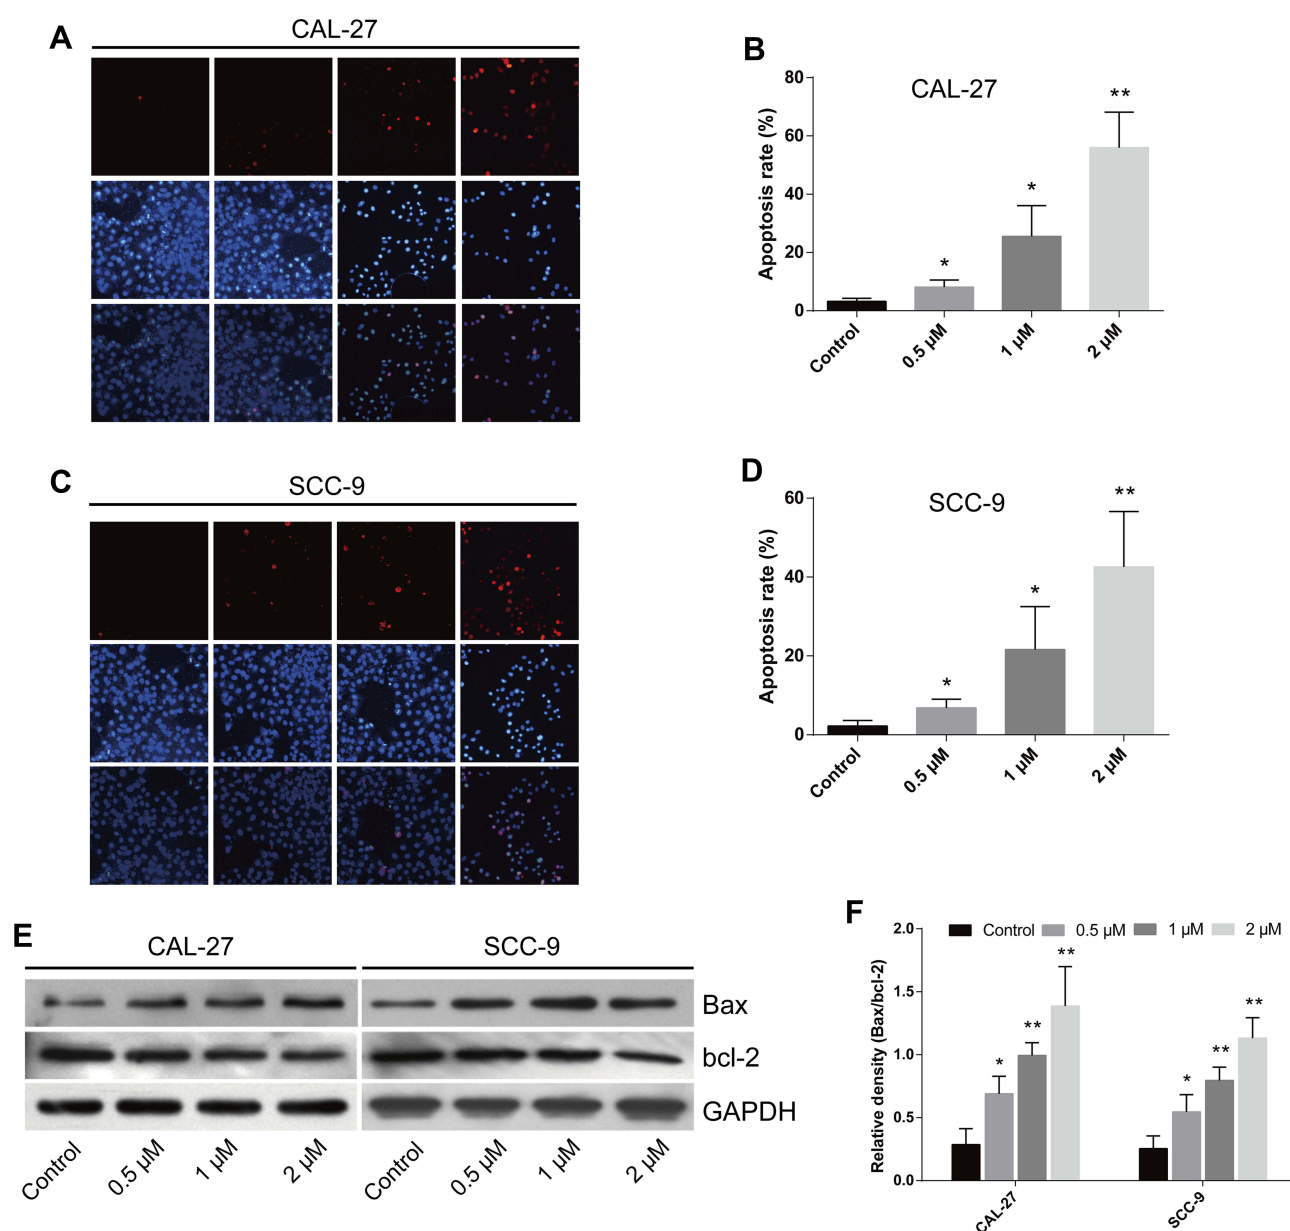 A
CAL-27
B
CAL-27
Apoptosis rate (%)
80
60
40
20
0
*
*
**
Control
0.5 µM
1 µM
2 µM
C
SCC-9
D
SCC-9
Apoptosis rate (%)
60
40
20
0
*
*
**
Control
0.5 µM
1 µM
2 µM
E
CAL-27
SCC-9
Bax
bcl-2
GAPDH
Control
0.5 µM
1 µM
2 µM
Control
0.5 µM
1 µM
2 µM
F
Control 0.5 µM 1 µM 2 µM
Relative density (Bax/bcl-2)
2.0
1.5
1.0
0.5
0.0
*
**
**
*
**
**
CAL-27
SCC-9